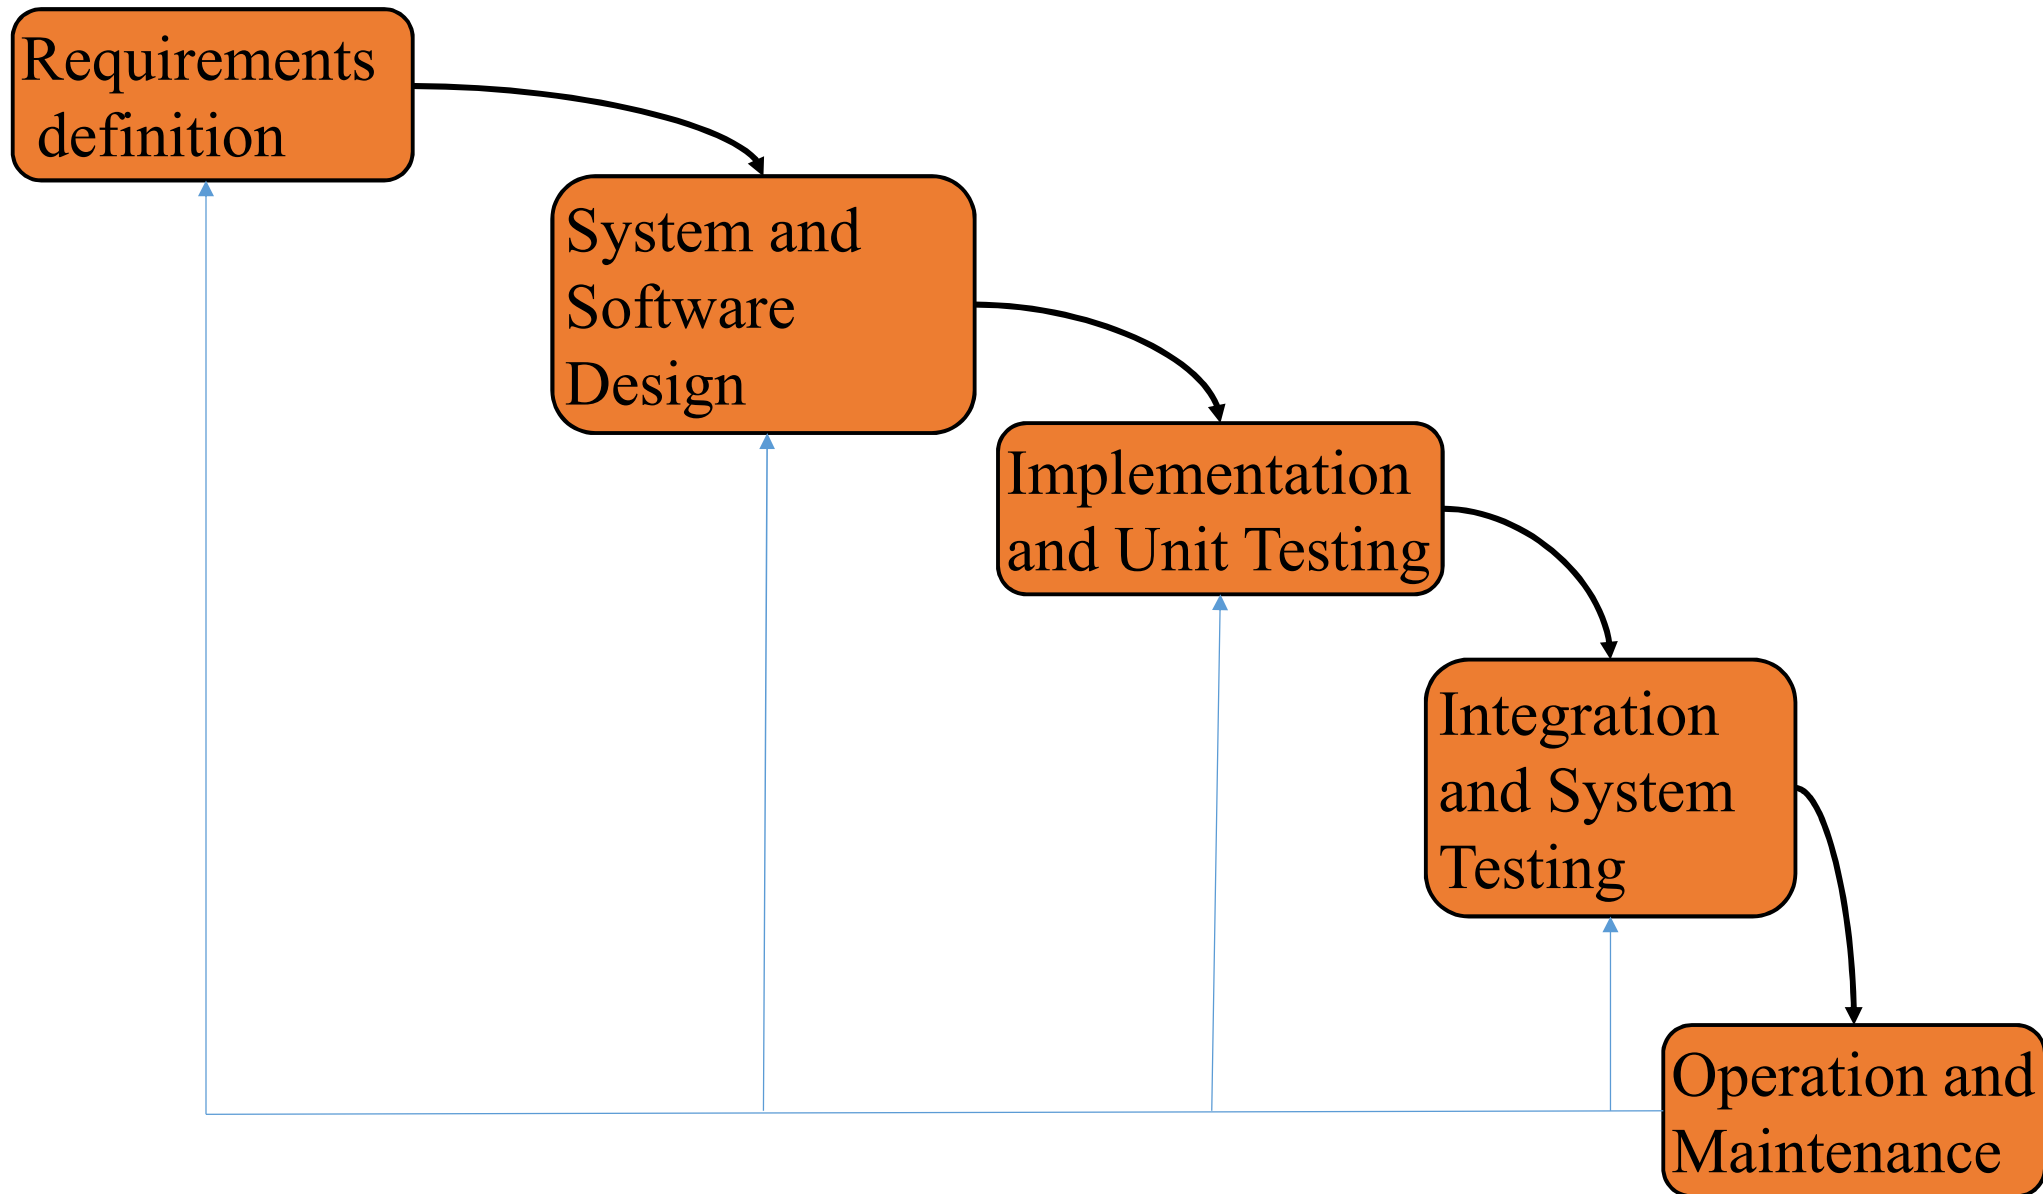 Requirements
definition
System and
Software
Design
Implementation
and Unit Testing
Integration
and System
Testing
Operation and
Maintenance